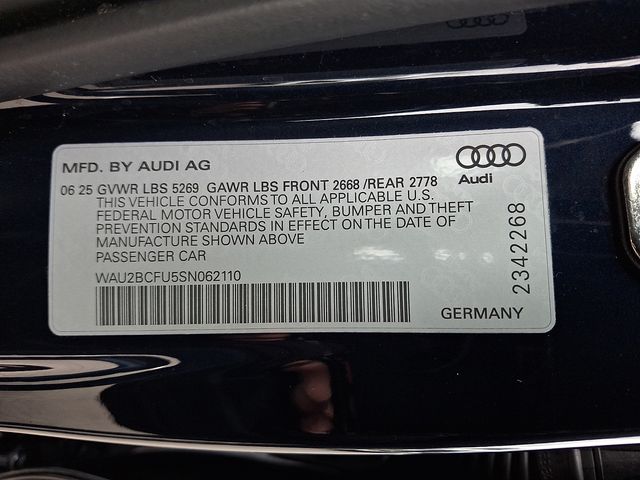 MFD. BY AUDI AG
06 25 GVWR LBS 5269 GAWR LBS FRONT 2668 /REAR 2778
THIS VEHICLE CONFORMS TO ALL APPLICABLE U.S.
FEDERAL MOTOR VEHICLE SAFETY, BUMPER AND THEFT
PREVENTION STANDARDS IN EFFECT ON THE DATE OF
MANUFACTURE SHOWN ABOVE
PASSENGER CAR
WAU2BCFU5SN062110
Audi
2342268
GERMANY